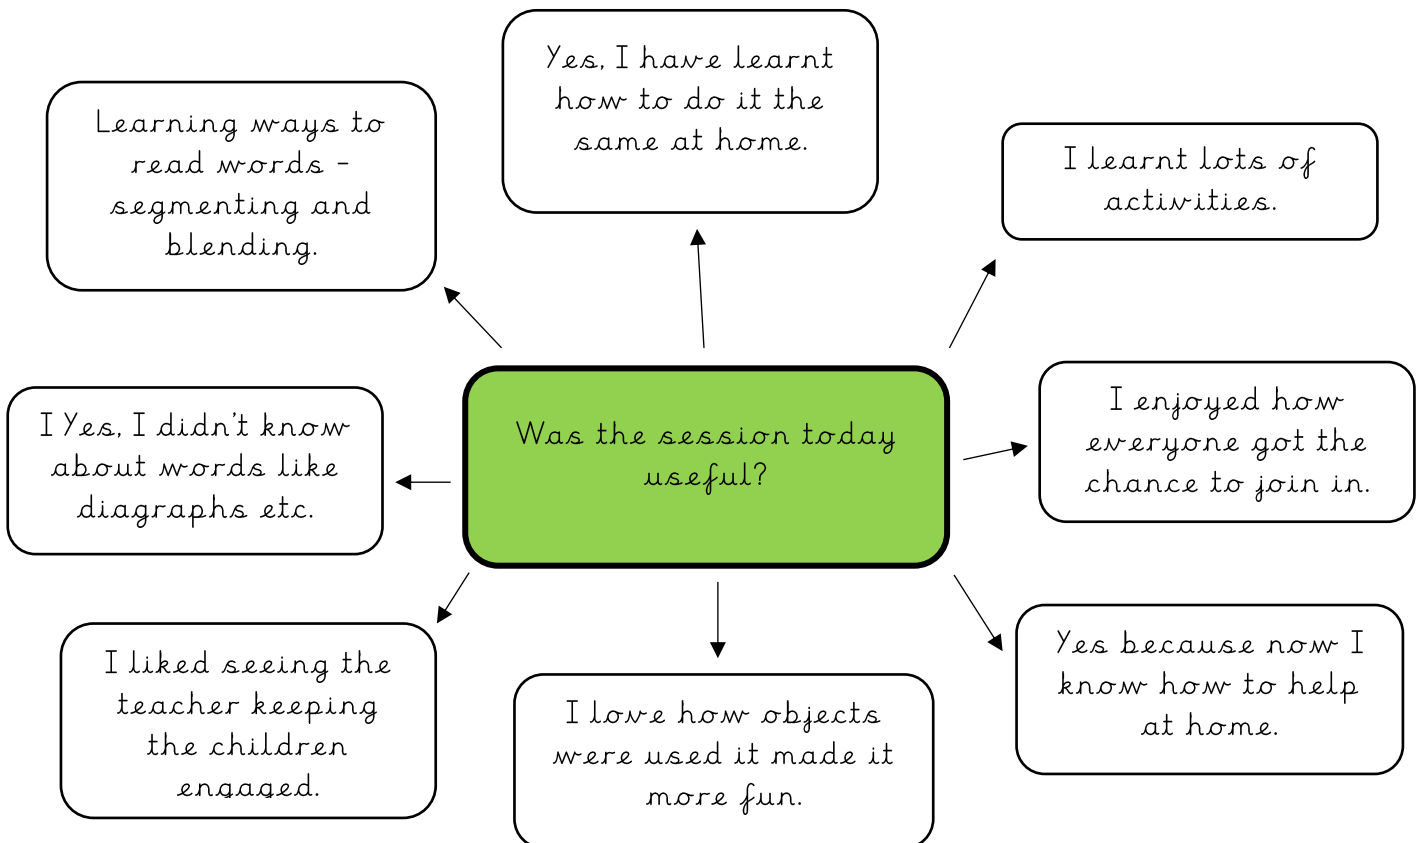 Yes, I have learnt
how to do it the
same at home.
Learning ways to
read words -
segmenting and
blending.
I learnt lots of
activities.
I Yes, I didn't know
about words like
diagraphs etc.
Was the session today
useful?
I enjoyed how
everyone got the
chance to join in.
I liked seeing the
teacher keeping
the children
engaged.
I love how objects
were used it made it
more fun.
Yes because now I
know how to help
at home.